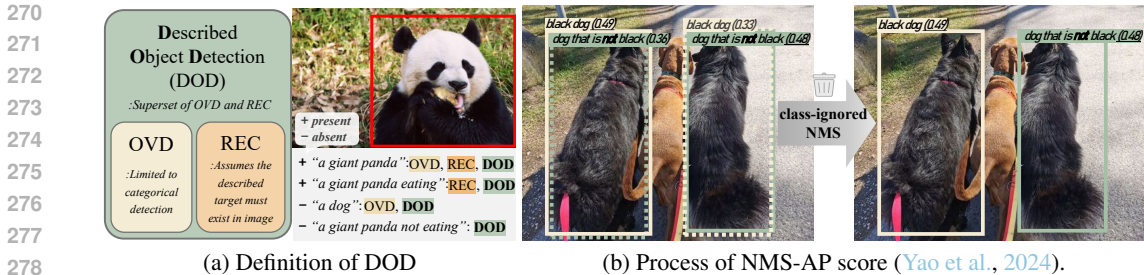 270
271
272
273
274
275
276
277
278
Described
Object Detection
(DOD)
:Superset of OVD and REC
OVD
:Limited to
categorical
detection
REC
:Assumes the
described
target must
exist in image
+ present
− absent
+ “a giant panda”:OVD, REC, DOD
+ “a giant panda eating”:REC, DOD
− “a dog”:OVD, DOD
− “a giant panda not eating”: DOD
(a) Definition of DOD
black dog (0.49)
dog that is not black (0.36)
black dog (0.33)
dog that is not black (0.48)
class-ignored
NMS
black dog (0.49)
dog that is not black (0.48)
(b) Process of NMS-AP score (Yao et al., 2024).